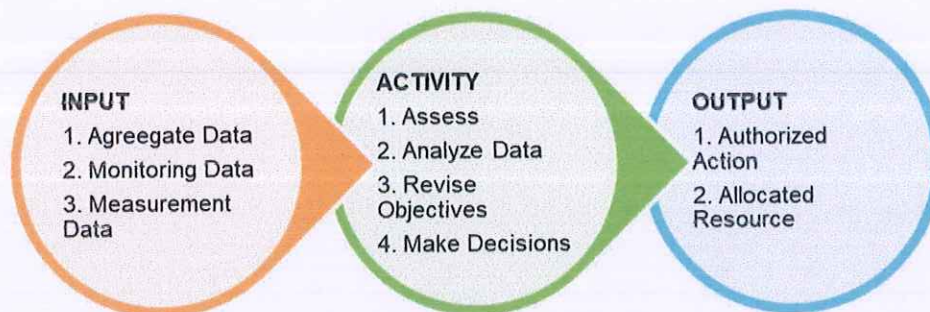 INPUT
1. Agreegate Data
2. Monitoring Data
3. Measurement
Data
ACTIVITY
1. Assess
2. Analyze Data
3. Revise
Objectives
4. Make Decisions
OUTPUT
1. Authorized
Action
2. Allocated
Resource